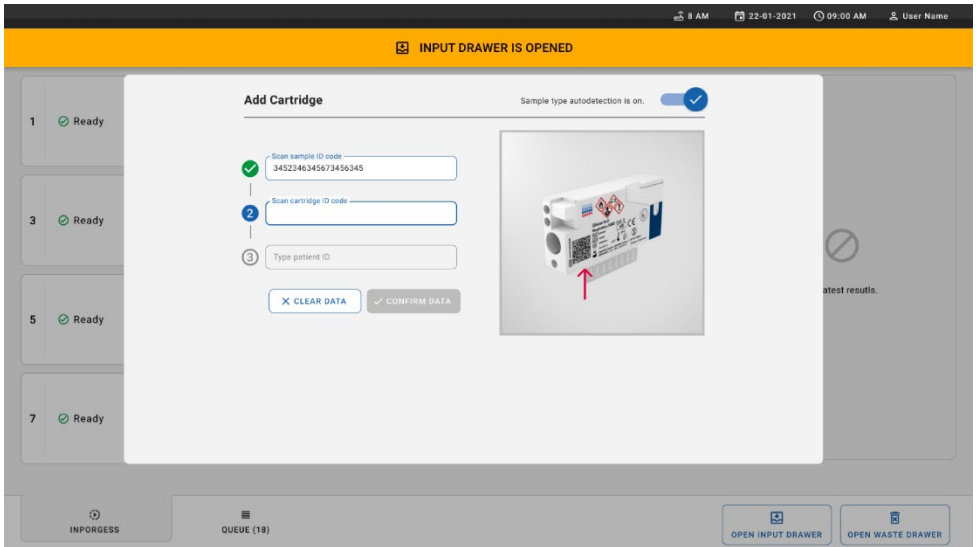 8 AM 22-01-2021 09:00 AM User Name
INPUT DRAWER IS OPENED
Add Cartridge
Sample type autodetection is on.
1 Ready
Scan sample ID code
3452346345673456345
Scan cartridge ID code
2
3 Ready
3 Type patient ID
CLEAR DATA CONFIRM DATA
atest resutls.
5 Ready
7 Ready
INPORGESS
QUEUE (18)
OPEN INPUT DRAWER
OPEN WASTE DRAWER